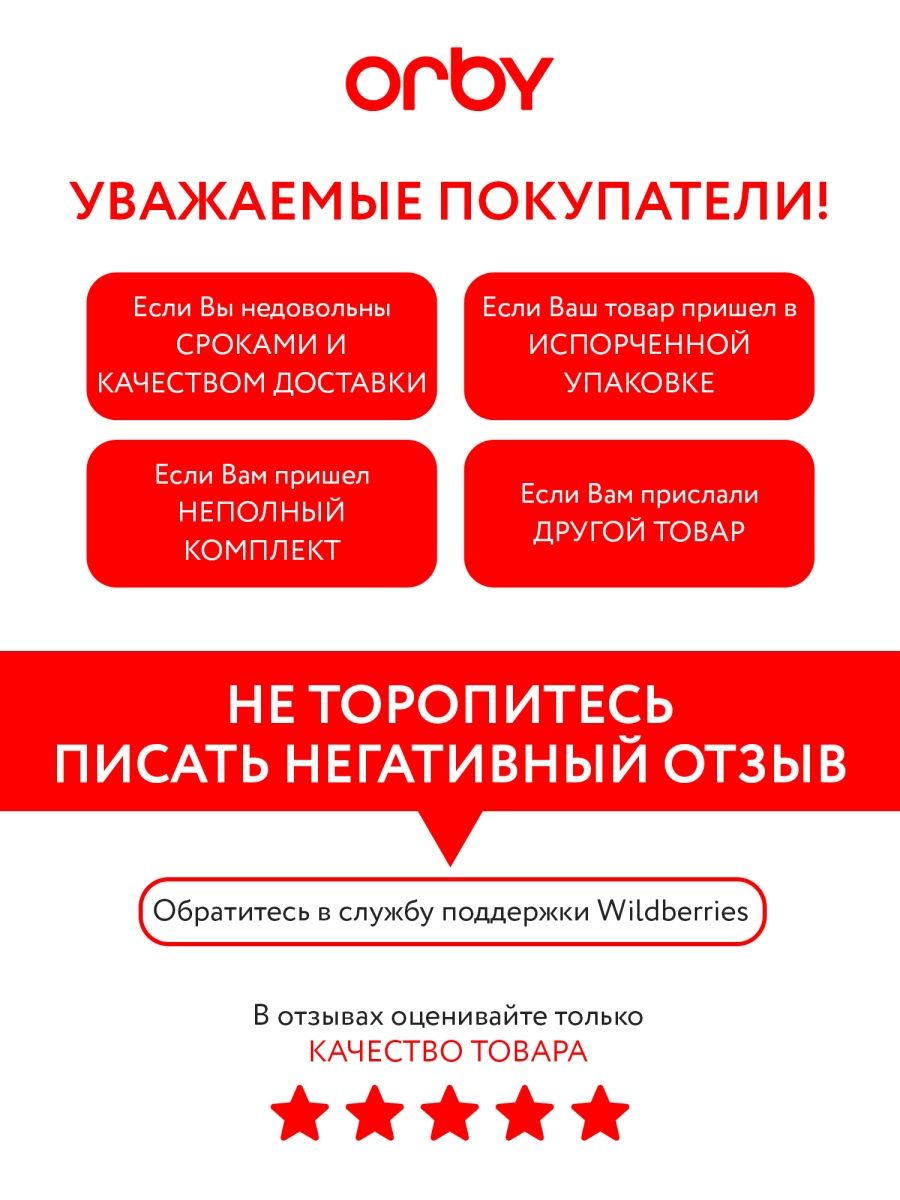 orby
УВАЖАЕМЫЕ ПОКУПАТЕЛИ!
Если Вы недовольны
СРОКАМИ И
КАЧЕСТВОМ ДОСТАВКИ
Если Ваш товар пришел в
ИСПОРЧЕННОЙ
УПАКОВКЕ
Если Вам пришел
НЕПОЛНЫЙ
КОМПЛЕКТ
Если Вам прислали
ДРУГОЙ ТОВАР
НЕ ТОРОПИТЕСЬ
ПИСАТЬ НЕГАТИВНЫЙ ОТЗЫВ
Обратитесь в службу поддержки Wildberries
В отзывах оценивайте только
КАЧЕСТВО ТОВАРА